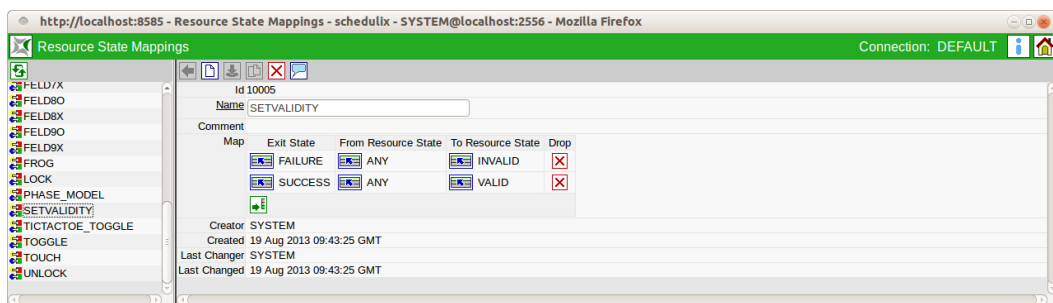 http://localhost:8585 - Resource State Mappings - schedulix - SYSTEM@localhost:2556 - Mozilla Firefox
Resource State Mappings
Connection: DEFAULT
FELD7X
FELD8O
FELD8X
FELD9O
FELD9X
FROG
LOCK
PHASE_MODEL
SETVALIDITY
TICTACTOE_TOGGLE
TOGGLE
TOUCH
UNLOCK
Id 10005
Name SETVALIDITY
Comment
Map Exit State From Resource State To Resource State Drop
FAILURE ANY INVALID
SUCCESS ANY VALID
Creator SYSTEM
Created 19 Aug 2013 09:43:25 GMT
Last Changer SYSTEM
Last Changed 19 Aug 2013 09:43:25 GMT